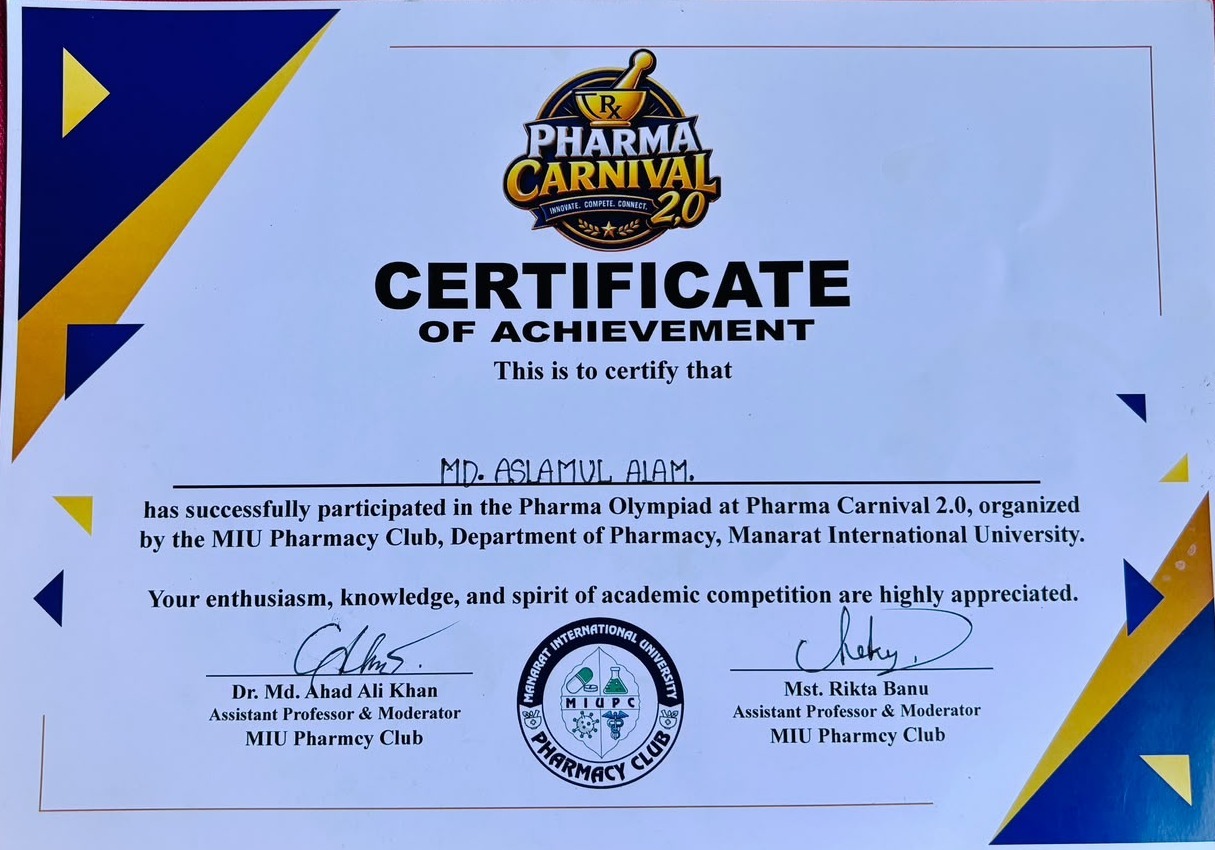 Rx
PHARMA
CARNIVAL
INNOVATE. COMPETE. CONNECT.
2,0
CERTIFICATE
OF ACHIEVEMENT
This is to certify that
MD. ASLAMUL ALAM.
has successfully participated in the Pharma Olympiad at Pharma Carnival 2.0, organized
by the MIU Pharmacy Club, Department of Pharmacy, Manarat International University.
Your enthusiasm, knowledge, and spirit of academic competition are highly appreciated.
Dr. Md. Ahad Ali Khan
Assistant Professor & Moderator
MIU Pharmcy Club
MANARAT INTERNATIONAL UNIVERSITY
MIUPC
PHARMACY CLUB
Mst. Rikta Banu
Assistant Professor & Moderator
MIU Pharmcy Club